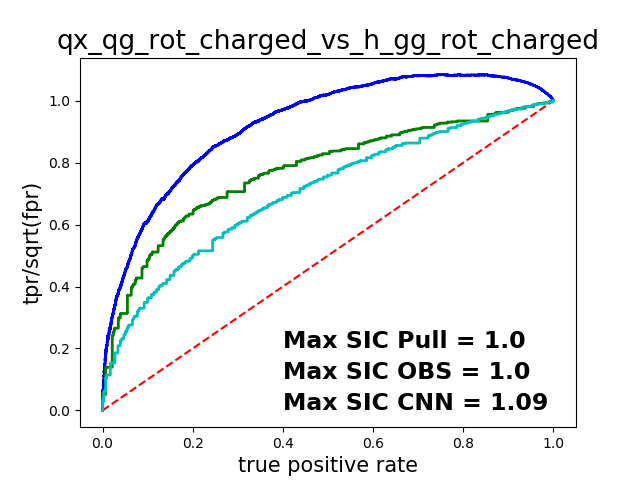 qx_qg_rot_charged_vs_h_gg_rot_charged
tpr/sqrt(fpr)
1.0
0.8
0.6
0.4
0.2
0.0
Max SIC Pull = 1.0
Max SIC OBS = 1.0
Max SIC CNN = 1.09
0.0 0.2 0.4 0.6 0.8 1.0
true positive rate